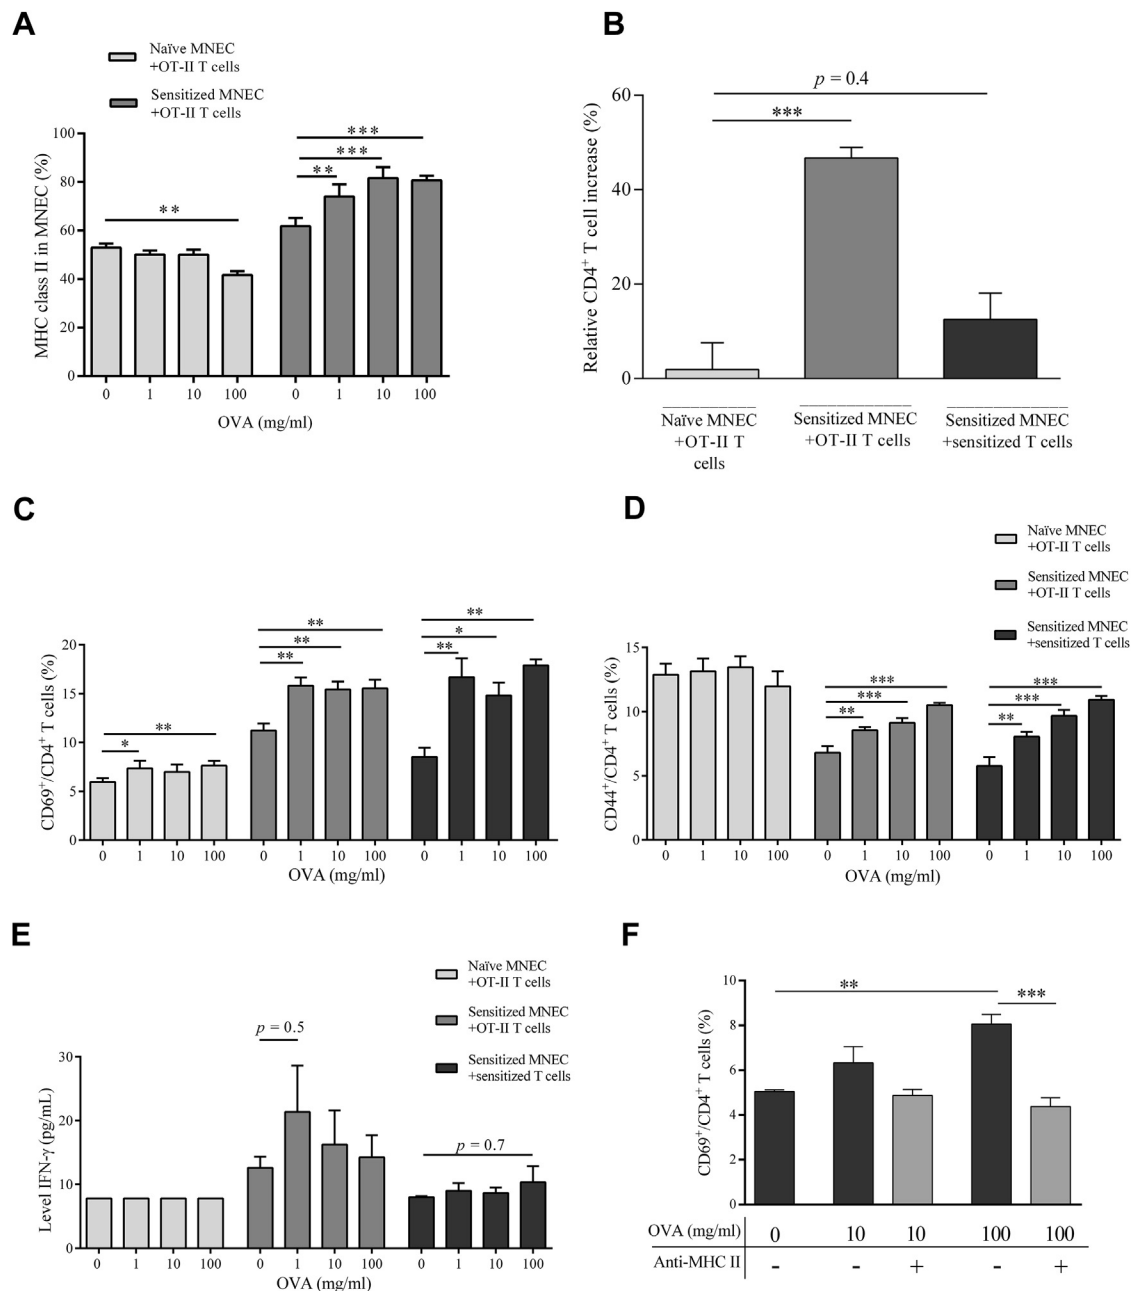 A
Naïve MNEC
+OT-II T cells
Sensitized MNEC
+OT-II T cells
MHC class II in MNEC (%)
100
80
60
40
20
0
**
**
***
***
0 1 10 100 0 1 10 100
OVA (mg/ml)
B
Relative CD4+ T cell increase (%)
60
40
20
0
p = 0.4
***
Naïve MNEC
+OT-II T
cells
Sensitized MNEC
+OT-II T cells
Sensitized MNEC
+sensitized T cells
C
CD69+/CD4+ T cells (%)
20
15
10
5
0
*
**
**
**
**
**
*
**
0 1 10 100 0 1 10 100 0 1 10 100
OVA (mg/ml)
D
Naïve MNEC
+OT-II T cells
Sensitized MNEC
+OT-II T cells
Sensitized MNEC
+sensitized T cells
CD44+/CD4+ T cells (%)
15
10
5
0
**
***
***
**
***
***
0 1 10 100 0 1 10 100 0 1 10 100
OVA (mg/ml)
E
Naïve MNEC
+OT-II T cells
Sensitized MNEC
+OT-II T cells
Sensitized MNEC
+sensitized T cells
Level IFN-γ (pg/mL)
30
20
10
0
p = 0.5
p = 0.7
0 1 10 100 0 1 10 100 0 1 10 100
OVA (mg/ml)
F
CD69+/CD4+ T cells (%)
10
8
6
4
2
0
**
***
OVA (mg/ml) 0 10 10 100 100
Anti-MHC II - - + - +